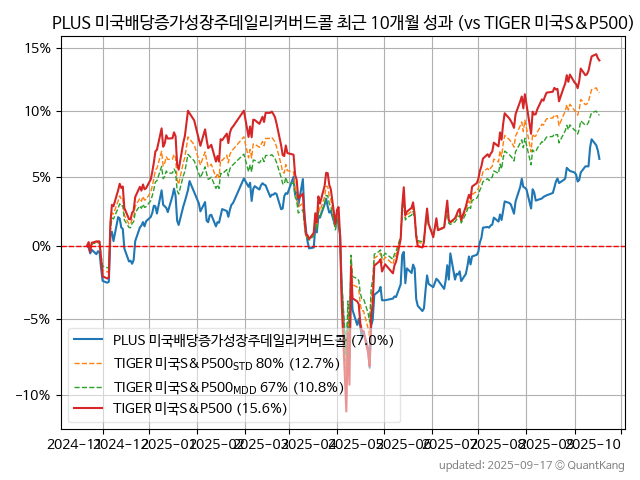 PLUS 미국배당증가성장주데일리커버드콜 최근 10개월 성과 (vs TIGER 미국S&P500)
15%
10%
5%
0%
−5%
−10%
PLUS 미국배당증가성장주데일리커버드콜 (7.0%)
TIGER 미국S&P500STD 80% (12.7%)
TIGER 미국S&P500MDD 67% (10.8%)
TIGER 미국S&P500 (15.6%)
2024-11 2024-12 2025-01 2025-02 2025-03 2025-04 2025-05 2025-06 2025-07 2025-08 2025-09 2025-10
updated: 2025-09-17 © QuantKang